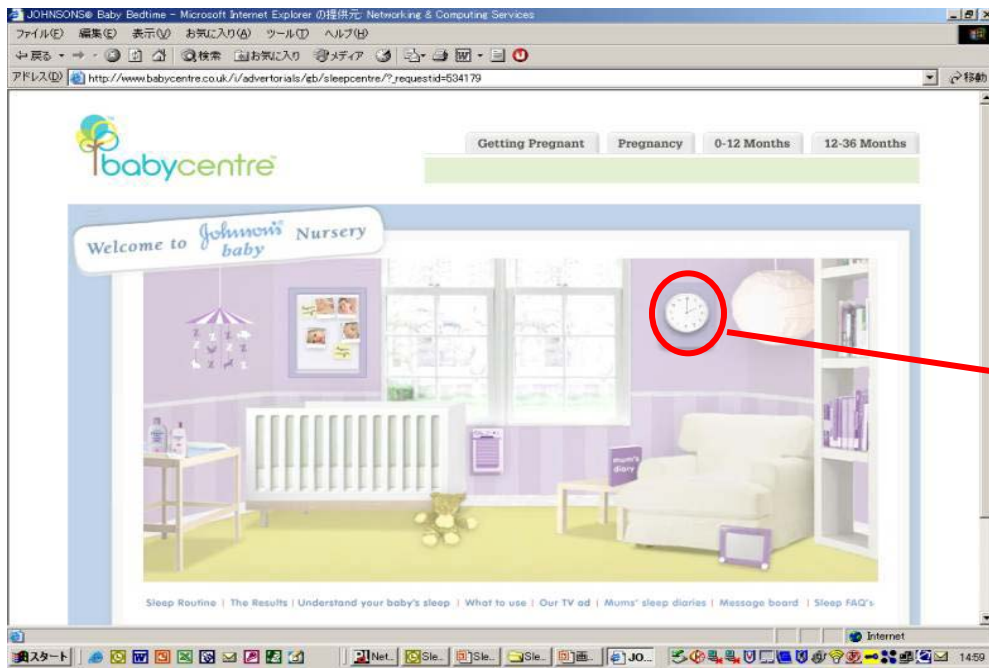 JOHNSONS® Baby Bedtime - Microsoft Internet Explorer の提供元: Networking & Computing Services
ファイル(F) 編集(E) 表示(V) お気に入り(A) ツール(T) ヘルプ(H)
戻る 検索 お気に入り メディア
アドレス(D) http://www.babycentre.co.uk/i/advertorials/gb/sleepcentre/?_requestid=534179 移動
babycentre™
Getting Pregnant Pregnancy 0-12 Months 12-36 Months
Welcome to Johnson's® baby Nursery
mum's
diary
Sleep Routine | The Results | Understand your baby's sleep | What to use | Our TV ad | Mums' sleep diaries | Message board | Sleep FAQ's
Internet
スタート Net... Sle... Sle... Sle... JO... 14:59